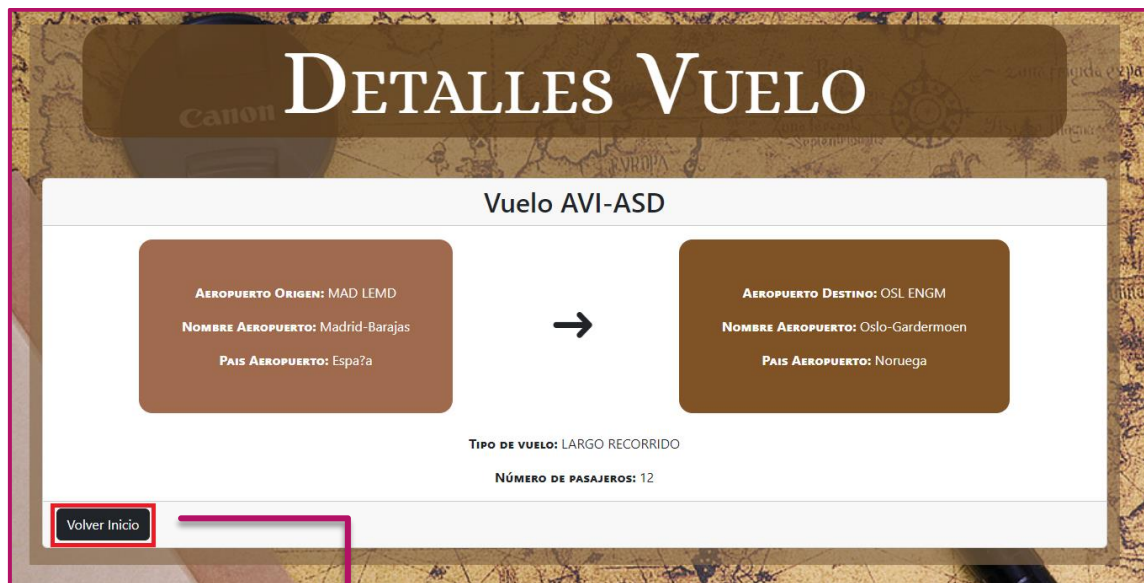 DETALLES VUELO
Canon
EVROPA
Vuelo AVI-ASD
AEROPUERTO ORIGEN: MAD LEMD
NOMBRE AEROPUERTO: Madrid-Barajas
PAIS AEROPUERTO: Espa?a
AEROPUERTO DESTINO: OSL ENGM
NOMBRE AEROPUERTO: Oslo-Gardermoen
PAIS AEROPUERTO: Noruega
TIPO DE VUELO: LARGO RECORRIDO
NÚMERO DE PASAJEROS: 12
Volver Inicio